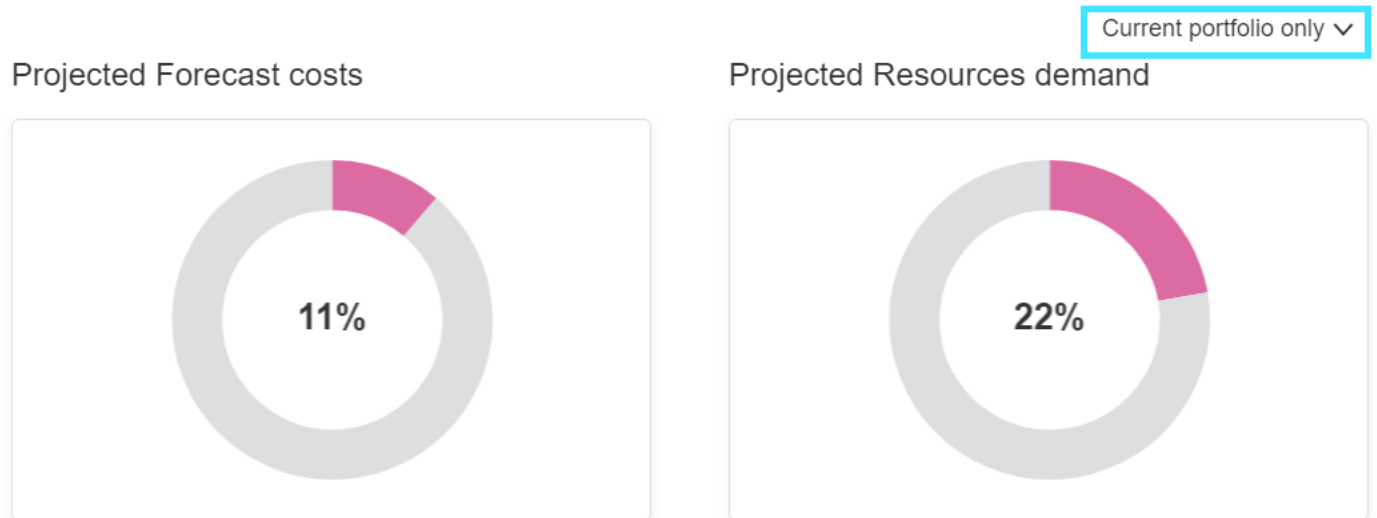 Current portfolio only
Projected Forecast costs
Projected Resources demand
11%
22%